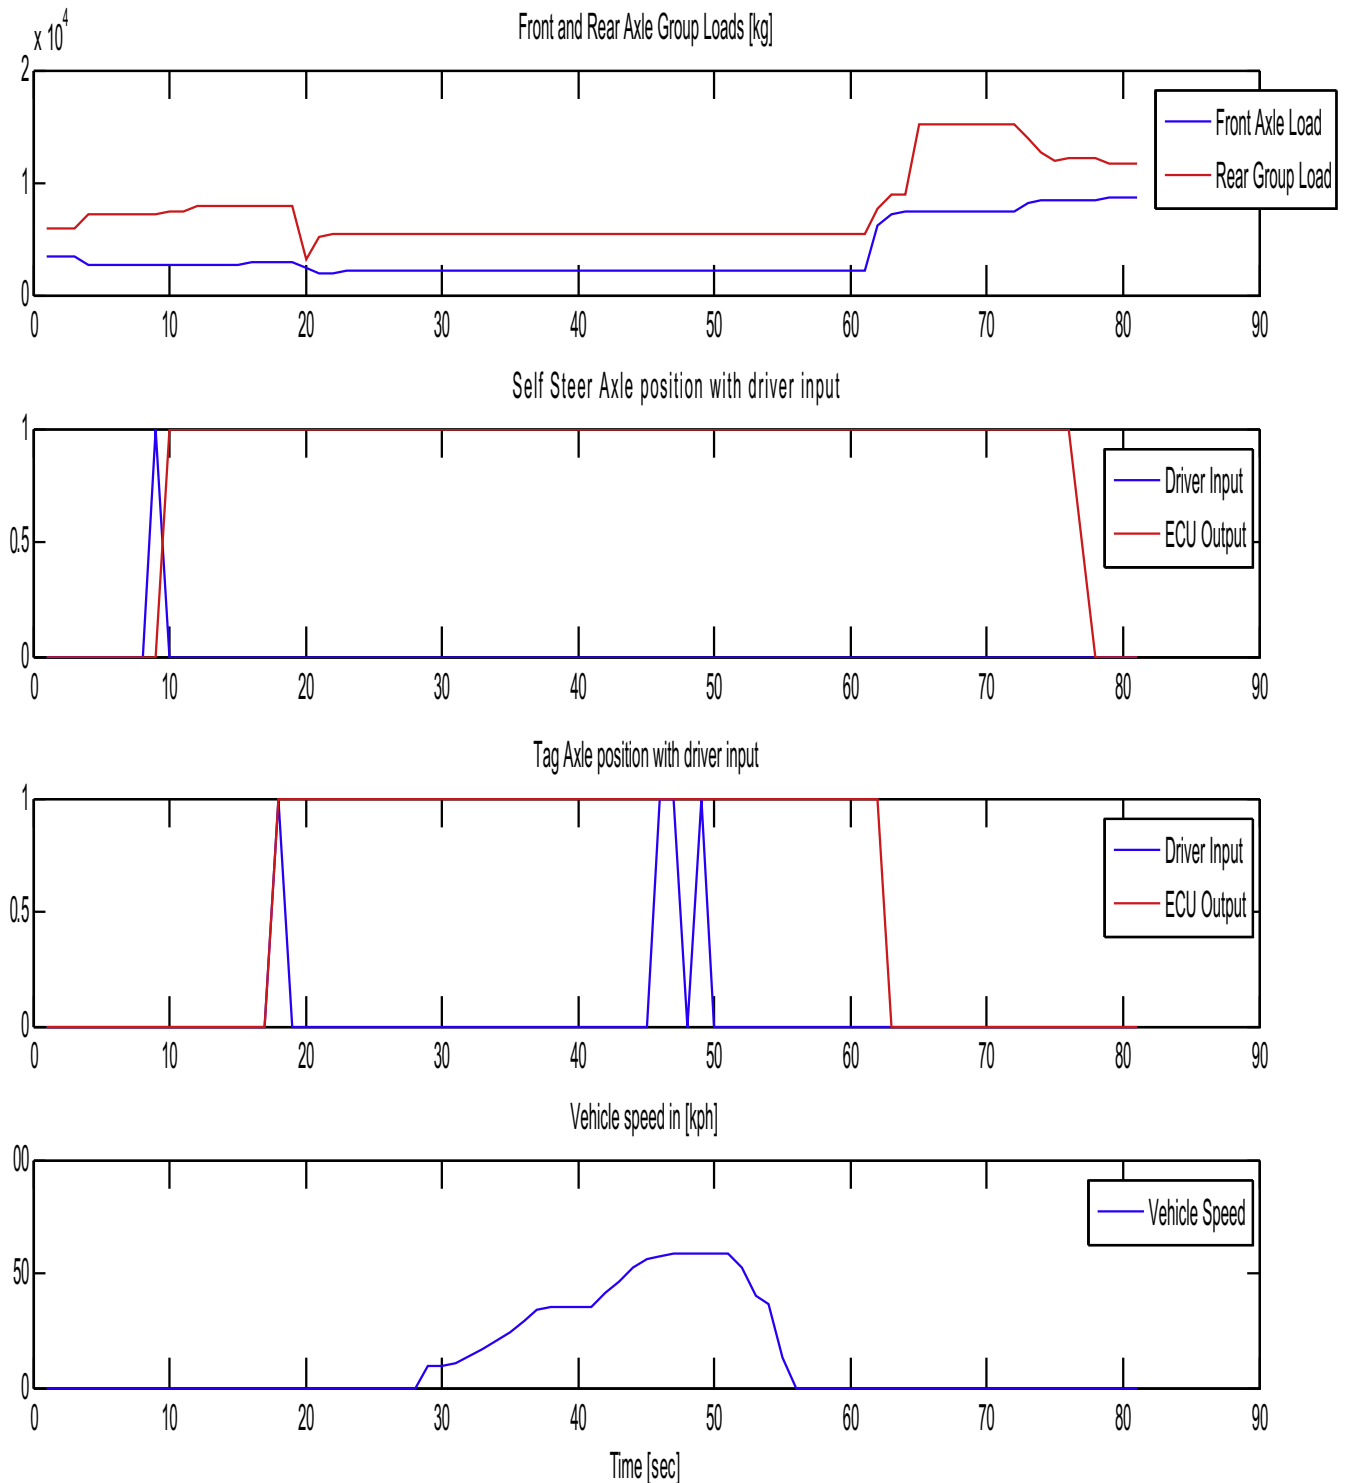 Front and Rear Axle Group Loads [kg]
x 10^4
2
1
0
0 10 20 30 40 50 60 70 80 90
Front Axle Load
Rear Group Load
Self Steer Axle position with driver input
1
0.5
0
0 10 20 30 40 50 60 70 80 90
Driver Input
ECU Output
Tag Axle position with driver input
1
0.5
0
0 10 20 30 40 50 60 70 80 90
Driver Input
ECU Output
Vehicle speed in [kph]
00
50
0
0 10 20 30 40 50 60 70 80 90
Vehicle Speed
Time [sec]